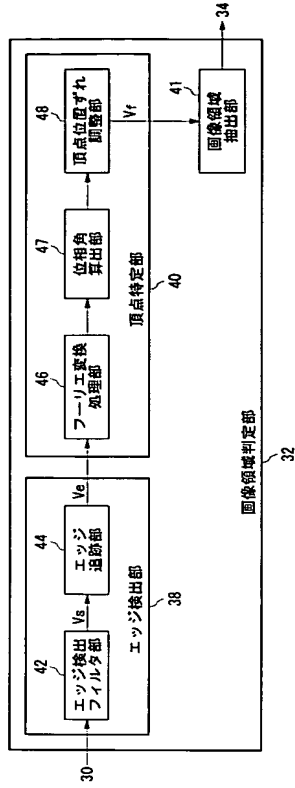 30
42
エッジ検出
フィルタ部
Vs
44
エッジ
追跡部
エッジ検出部
38
Ve
46
フーリエ変換
処理部
47
位相角
算出部
48
頂点位置ずれ
調整部
頂点特定部
40
Vf
41
画像領域
抽出部
34
画像領域判定部
32